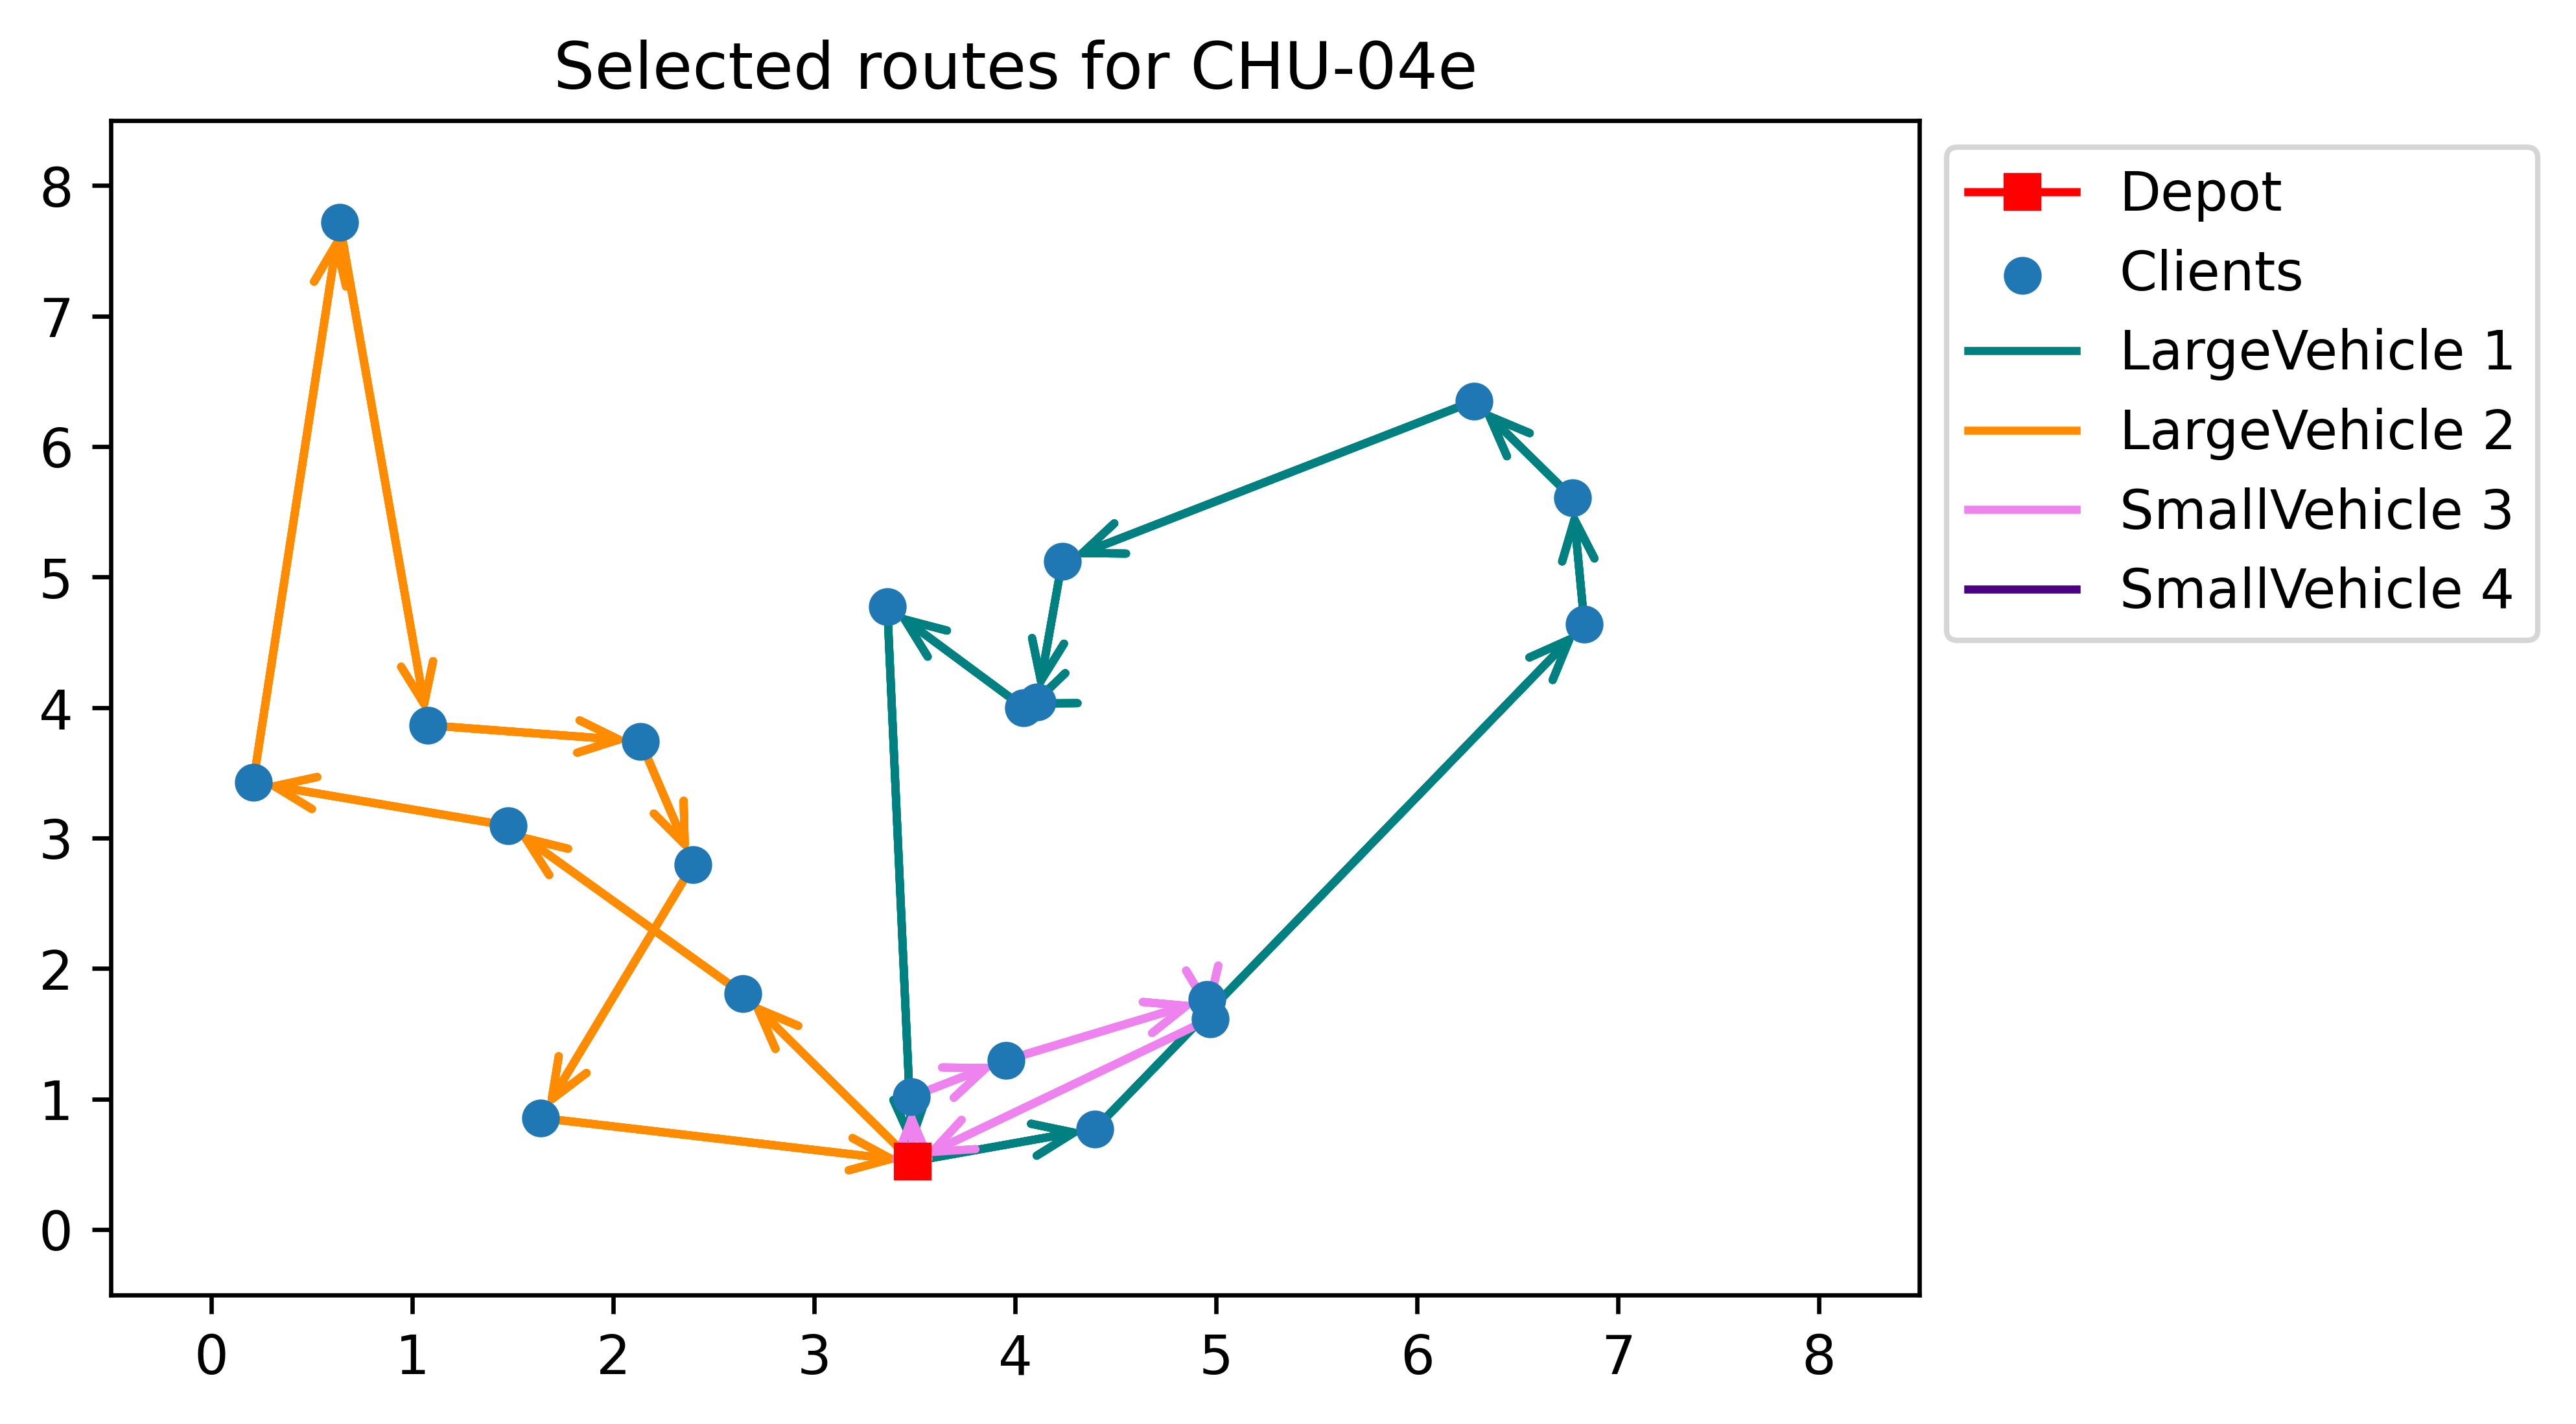 Selected routes for CHU-04e
8
7
6
5
4
3
2
1
0
0 1 2 3 4 5 6 7 8
Depot
Clients
LargeVehicle 1
LargeVehicle 2
SmallVehicle 3
SmallVehicle 4